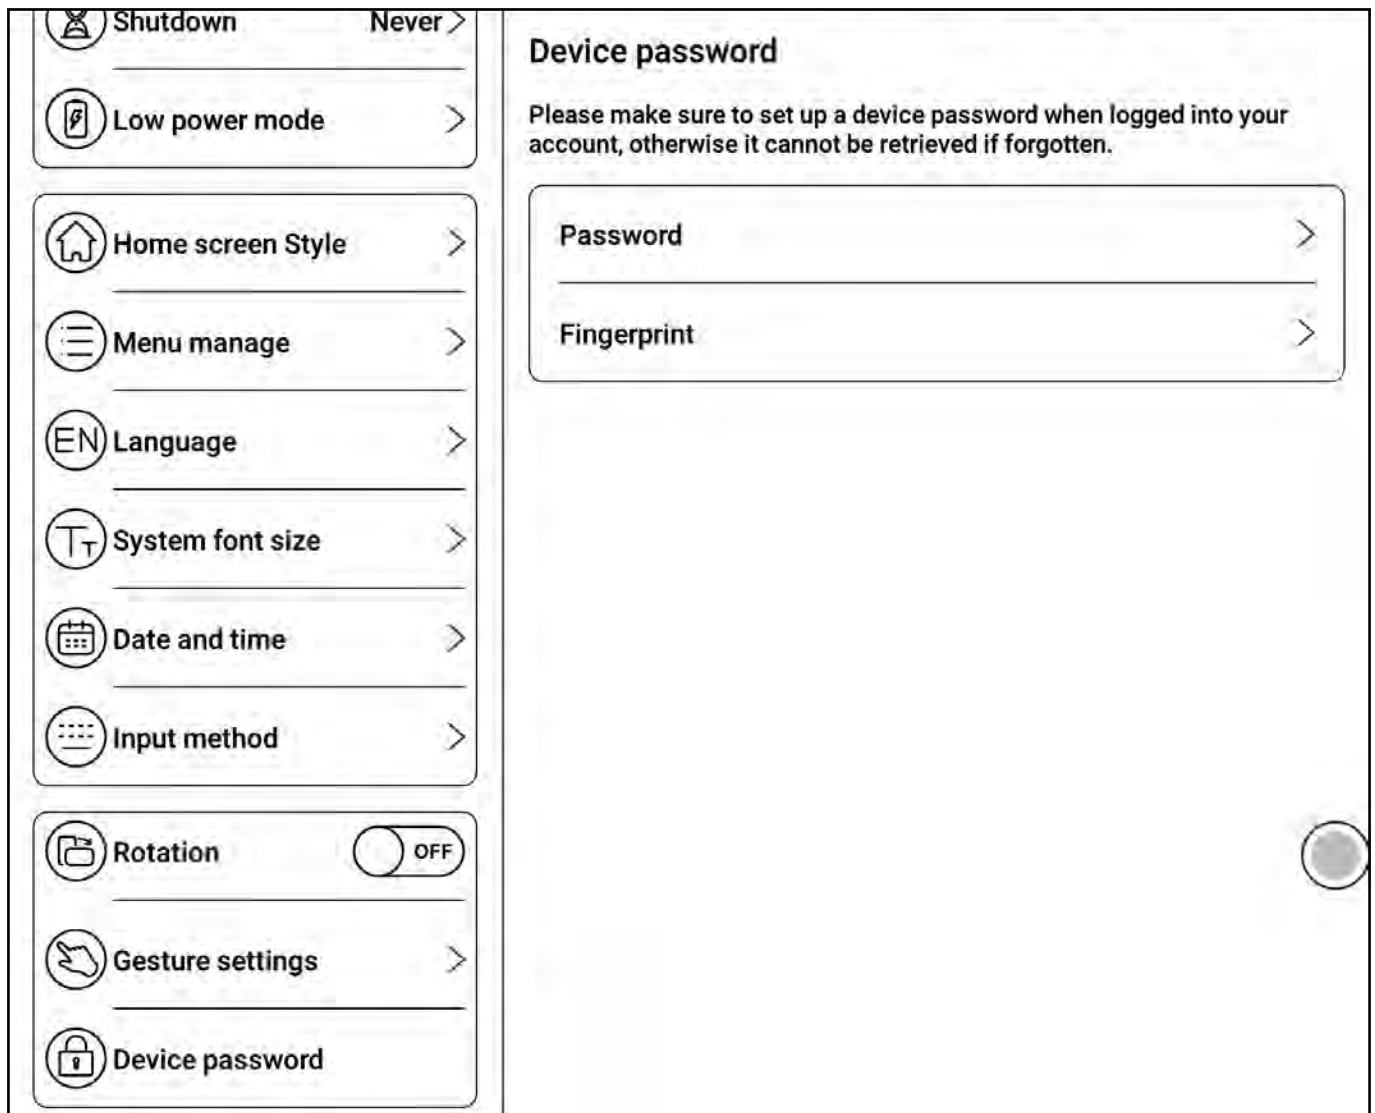 Shutdown Never
Low power mode
Home screen Style
Menu manage
EN Language
System font size
Date and time
Input method
Rotation OFF
Gesture settings
Device password
Device password
Please make sure to set up a device password when logged into your
account, otherwise it cannot be retrieved if forgotten.
Password
Fingerprint